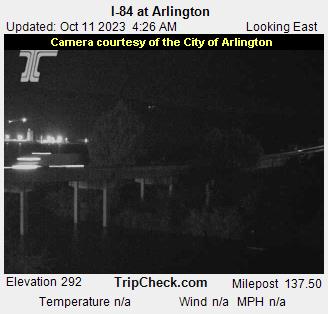 I-84 at Arlington
Updated: Oct 11 2023 4:26 AM Looking East
Camera courtesy of the City of Arlington
Elevation 292 TripCheck.com Milepost 137.50
Temperature n/a Wind n/a MPH n/a